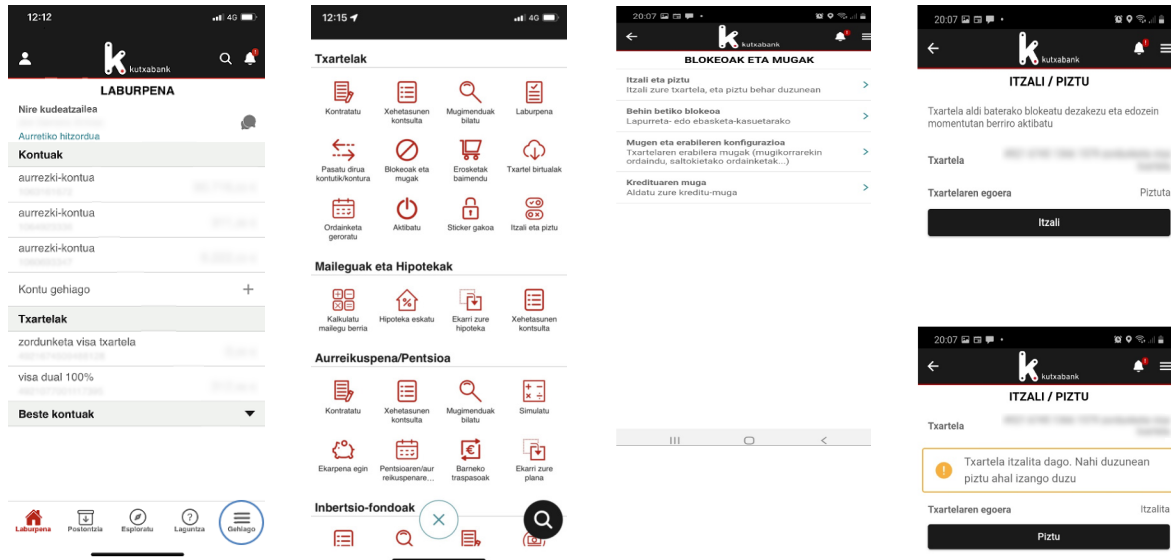 12:12
4G
kutxabank
LABURPENA
Nire kudeatzailea
Aurretiko hitzordua
Kontuak
aurrezki-kontua
aurrezki-kontua
aurrezki-kontua
Kontu gehiago
Txartelak
zordunketa visa txartela
visa dual 100%
Beste kontuak
Laburpena
Postontzia
Esploratu
Laguntza
Gehiago
12:15
4G
Txartelak
Kontratatu
Xehetasunen
kontsulta
Mugimenduak
bilatu
Laburpena
Pasatu dirua
kontutik/kontura
Blokeoak eta
mugak
Erosketak
baimendu
Txartel birtualak
Ordainketa
geroratu
Aktibatu
Sticker gakoa
Itzali eta piztu
Maileguak eta Hipotekak
Kalkulatu
mailegu berria
Hipoteka eskatu
Ekarri zure
hipoteka
Xehetasunen
kontsulta
Aurreikuspena/Pentsioa
Kontratatu
Xehetasunen
kontsulta
Mugimenduak
bilatu
Simulatu
Ekarpena egin
Pentsioaren/aur
reikuspenare...
Barneko
traspasoak
Ekarri zure
plana
Inbertsio-fondoak
20:07
kutxabank
BLOKEOAK ETA MUGAK
Itzali eta piztu
Itzali zure txartela, eta piztu behar duzunean
Behin betiko blokeoa
Lapurreta- edo ebasketa-kasuetarako
Mugen eta erabileren konfigurazioa
Txartelaren erabilera mugak (mugikorrarekin
ordaindu, saltokietako ordainketak...)
Kredituaren muga
Aldatu zure kreditu-muga
20:07
kutxabank
ITZALI / PIZTU
Txartela aldi baterako blokeatu dezakezu eta edozein
momentutan berriro aktibatu
Txartela
Txartelaren egoera
Piztuta
Itzali
20:07
kutxabank
ITZALI / PIZTU
Txartela
Txartela itzalita dago. Nahi duzunean
piztu ahal izango duzu
Txartelaren egoera
Itzalita
Piztu